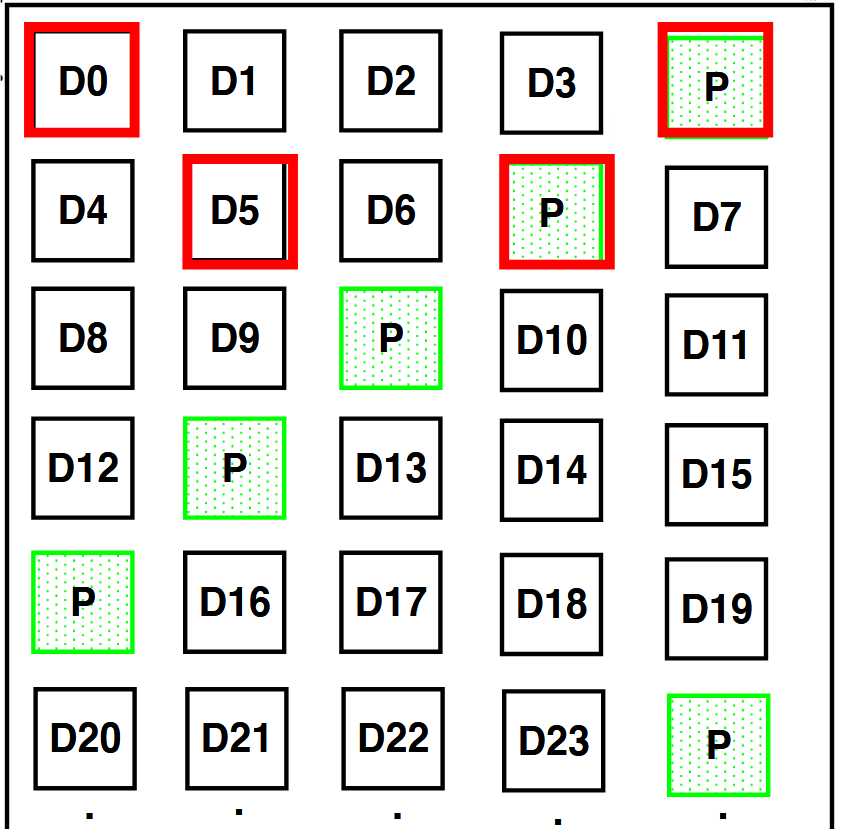 D0 D1 D2 D3 P
D4 D5 D6 P D7
D8 D9 P D10 D11
D12 P D13 D14 D15
P D16 D17 D18 D19
D20 D21 D22 D23 P
. . . . .